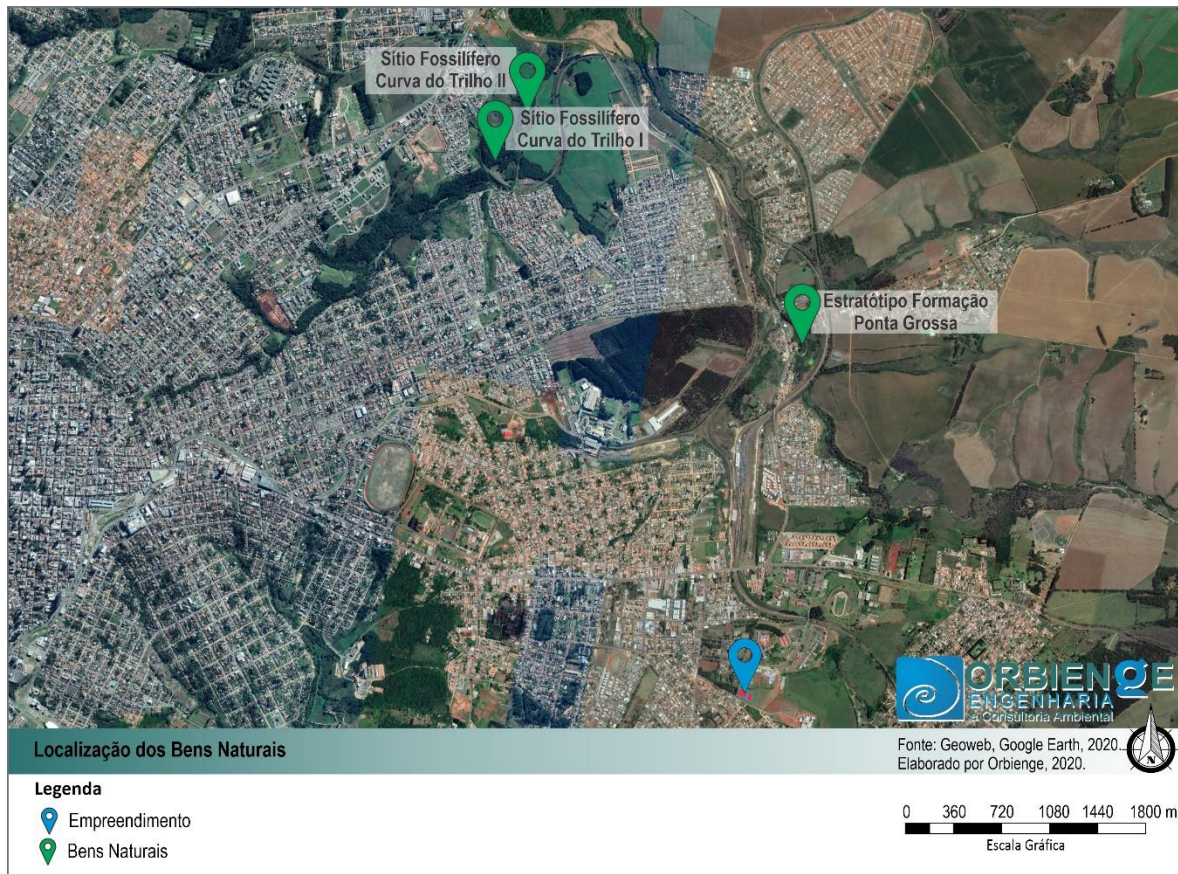 Sítio Fossilífero
Curva do Trilho II
Sítio Fossilífero
Curva do Trilho I
Estratótipo Formação
Ponta Grossa
ORBIENGE
ENGENHARIA
e Consultoria Ambiental
Localização dos Bens Naturais
Fonte: Geoweb, Google Earth, 2020.
Elaborado por Orbienge, 2020.
N
Legenda
Empreendimento
Bens Naturais
0 360 720 1080 1440 1800 m
Escala Gráfica